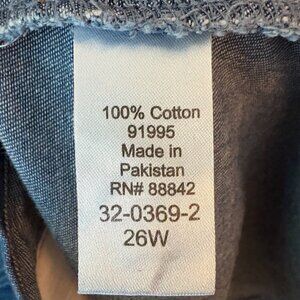 100% Cotton
91995
Made in
Pakistan
RN# 88842
32-0369-2
26W